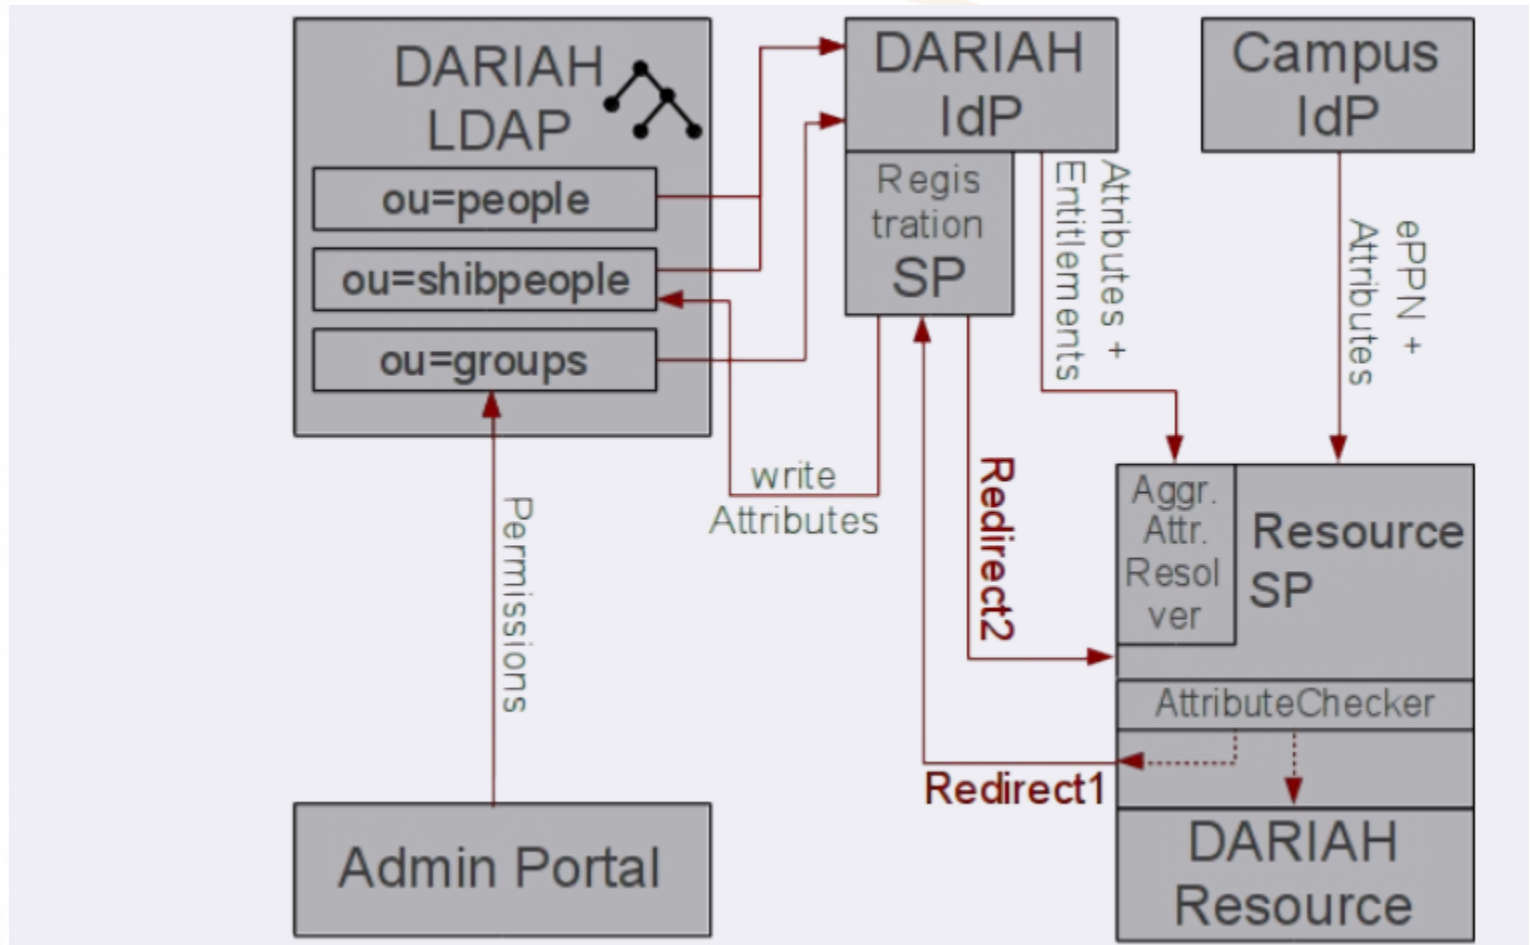 DARIAH
LDAP
ou=people
ou=shibpeople
ou=groups
DARIAH
IdP
Regis
tration
SP
Campus
IdP
Attributes +
Entitlements
ePPN +
Attributes
write
Attributes
Permissions
Redirect2
Redirect1
Aggr.
Attr.
Resol
ver
Resource
SP
AttributeChecker
DARIAH
Resource
Admin Portal